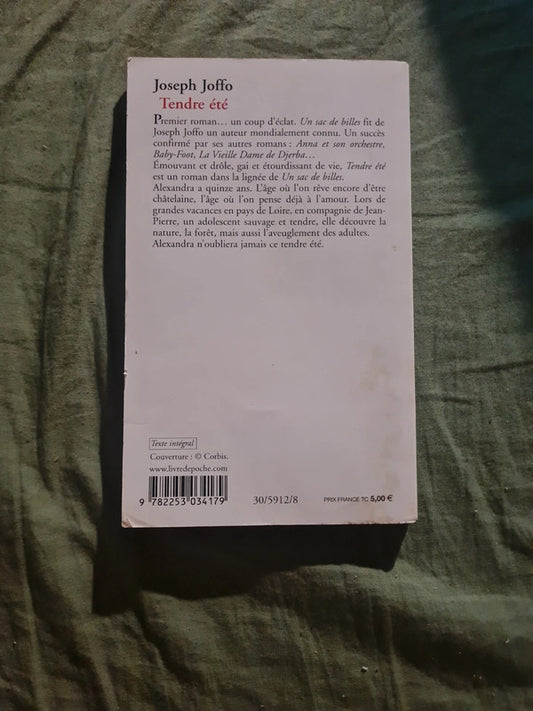 Joseph Joffo
Tendre été
Premier roman… un coup d'éclat. Un sac de billes fit de
Joseph Joffo un auteur mondialement connu. Un succès
confirmé par ses autres romans : Anna et son orchestre,
Baby-Foot, La Vieille Dame de Djerba…
Émouvant et drôle, gai et étourdissant de vie, Tendre été
est un roman dans la lignée de Un sac de billes.
Alexandra a quinze ans. L'âge où l'on rêve encore d'être
châtelaine, l'âge où l'on pense déjà à l'amour. Lors de
grandes vacances en pays de Loire, en compagnie de Jean-
Pierre, un adolescent sauvage et tendre, elle découvre la
nature, la forêt, mais aussi l'aveuglement des adultes.
Alexandra n'oubliera jamais ce tendre été.
Texte intégral
Couverture : © Corbis.
www.livredepoche.com
9 782253 034179
30/5912/8
PRIX FRANCE TC 5,00 €